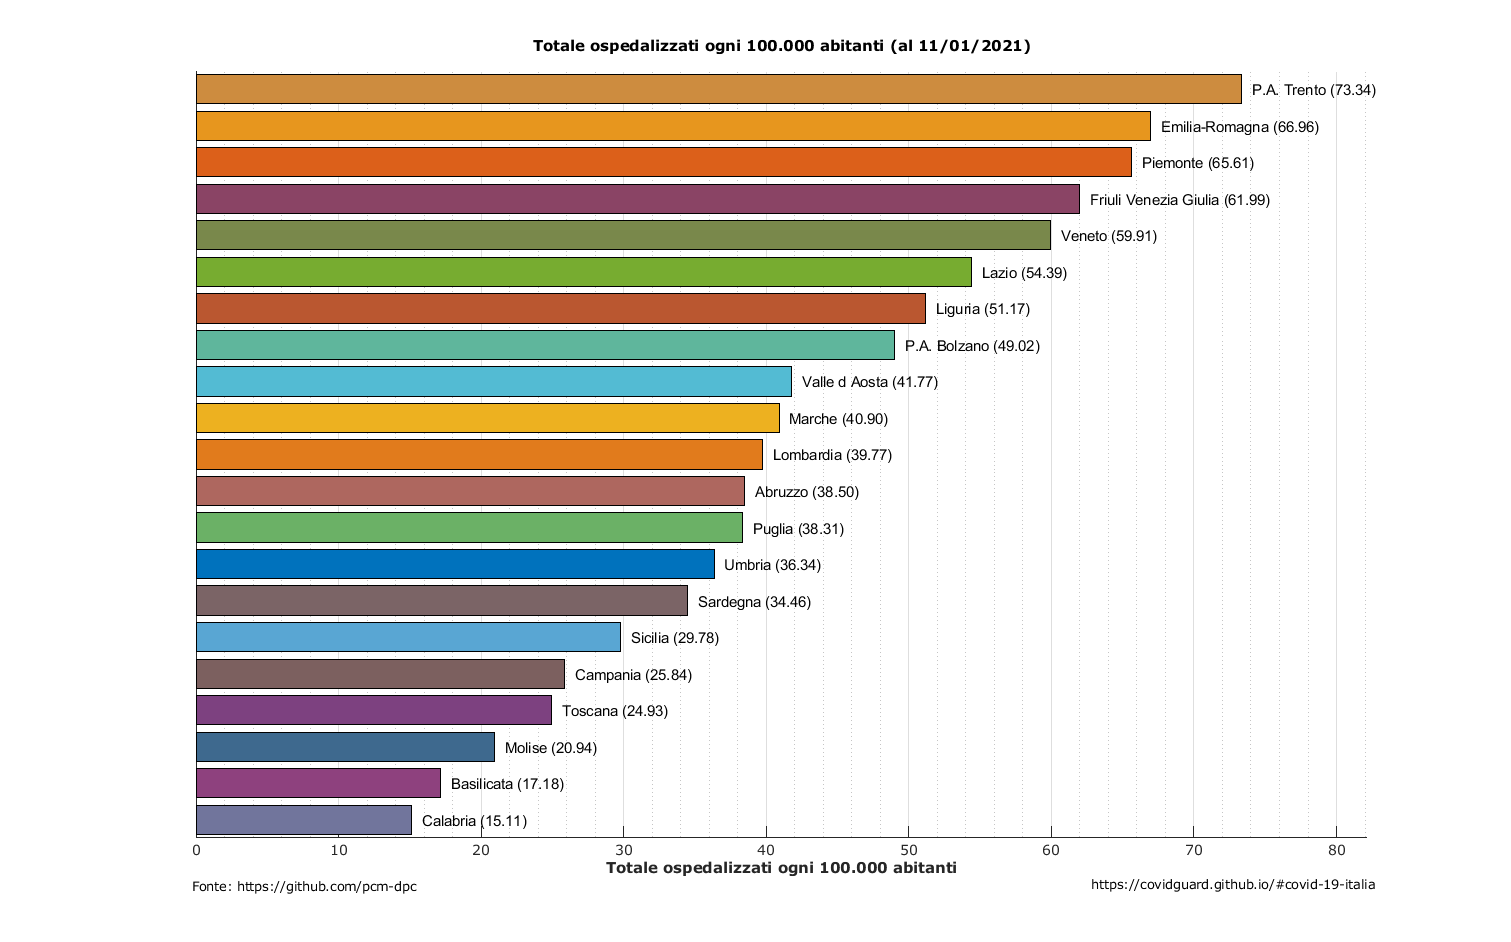 Totale ospedalizzati ogni 100.000 abitanti (al 11/01/2021)
P.A. Trento (73.34)
Emilia-Romagna (66.96)
Piemonte (65.61)
Friuli Venezia Giulia (61.99)
Veneto (59.91)
Lazio (54.39)
Liguria (51.17)
P.A. Bolzano (49.02)
Valle d Aosta (41.77)
Marche (40.90)
Lombardia (39.77)
Abruzzo (38.50)
Puglia (38.31)
Umbria (36.34)
Sardegna (34.46)
Sicilia (29.78)
Campania (25.84)
Toscana (24.93)
Molise (20.94)
Basilicata (17.18)
Calabria (15.11)
0 10 20 30 40 50 60 70 80
Totale ospedalizzati ogni 100.000 abitanti
Fonte: https://github.com/pcm-dpc
https://covidguard.github.io/#covid-19-italia